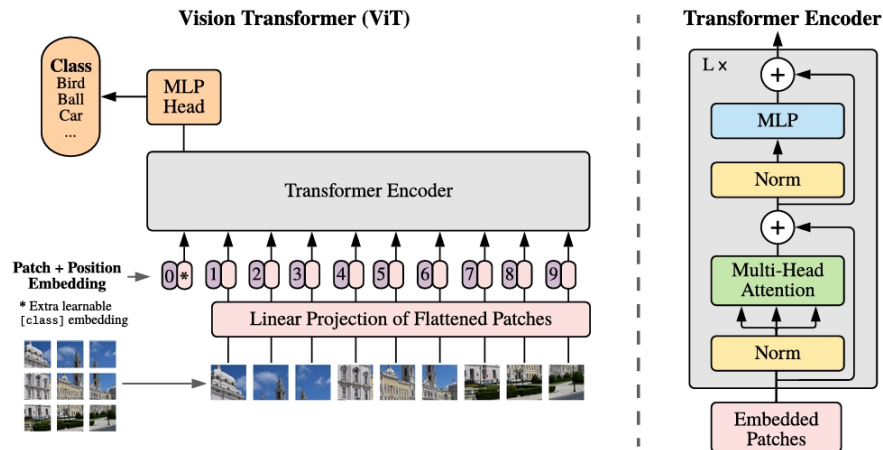 Vision Transformer (ViT)
Class
Bird
Ball
Car
...
MLP
Head
Transformer Encoder
Patch + Position
Embedding
* Extra learnable
[class] embedding
0 * 1 2 3 4 5 6 7 8 9
Linear Projection of Flattened Patches
Transformer Encoder
L x
+
MLP
Norm
+
Multi-Head
Attention
Norm
Embedded
Patches